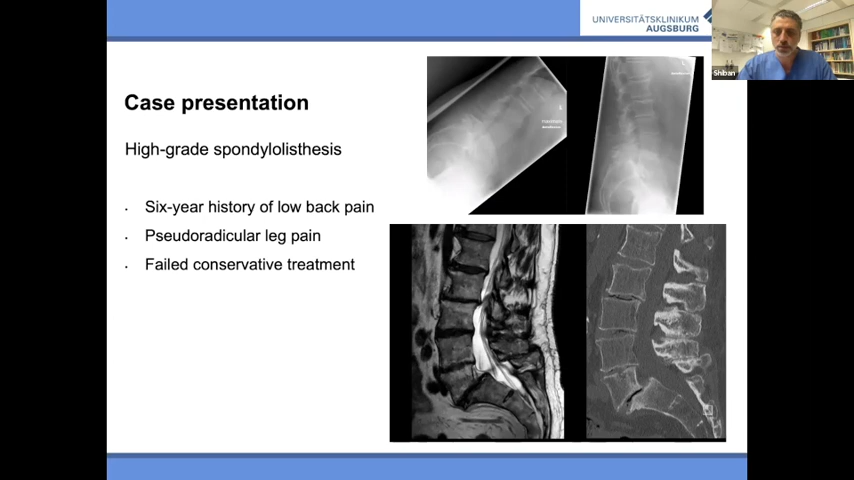 UNIVERSITÄTSKLINIKUM
AUGSBURG
Shiban
Case presentation
High-grade spondylolisthesis
· Six-year history of low back pain
· Pseudoradicular leg pain
· Failed conservative treatment
L
L